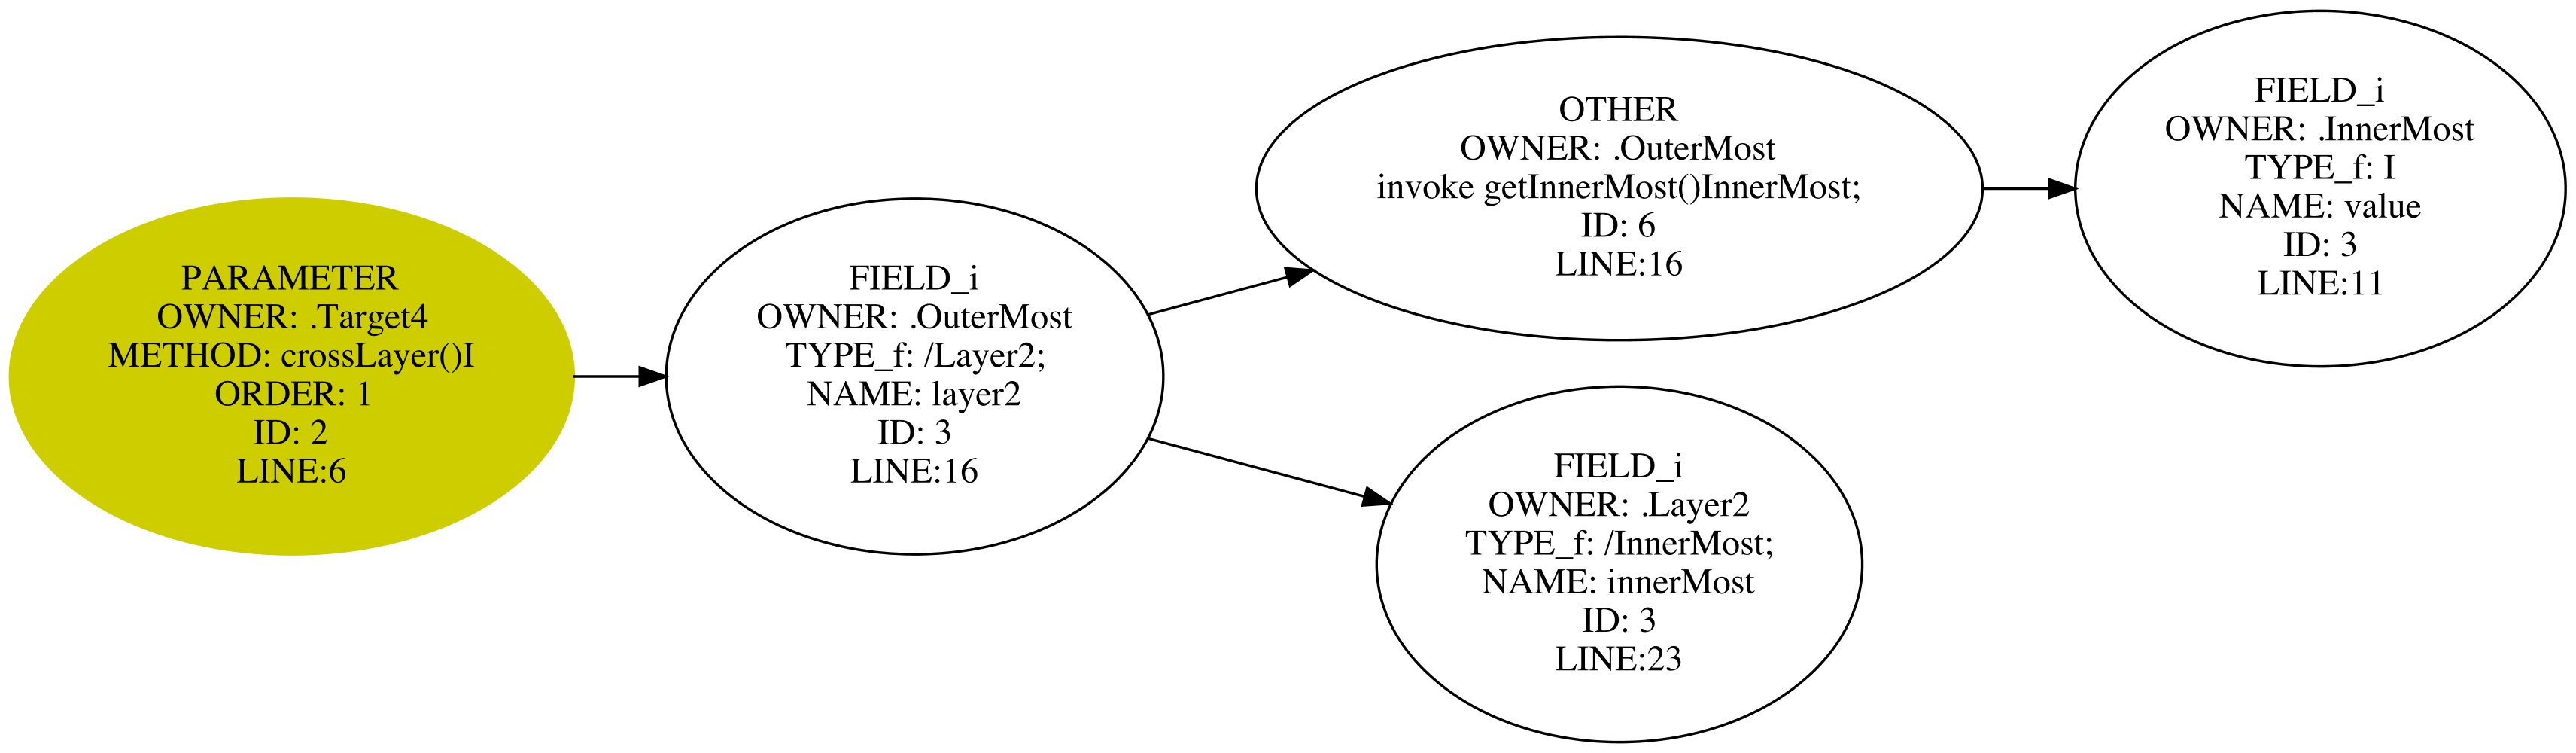 PARAMETER
OWNER: .Target4
METHOD: crossLayer()I
ORDER: 1
ID: 2
LINE:6
FIELD_i
OWNER: .OuterMost
TYPE_f: /Layer2;
NAME: layer2
ID: 3
LINE:16
OTHER
OWNER: .OuterMost
invoke getInnerMost()InnerMost;
ID: 6
LINE:16
FIELD_i
OWNER: .Layer2
TYPE_f: /InnerMost;
NAME: innerMost
ID: 3
LINE:23
FIELD_i
OWNER: .InnerMost
TYPE_f: I
NAME: value
ID: 3
LINE:11